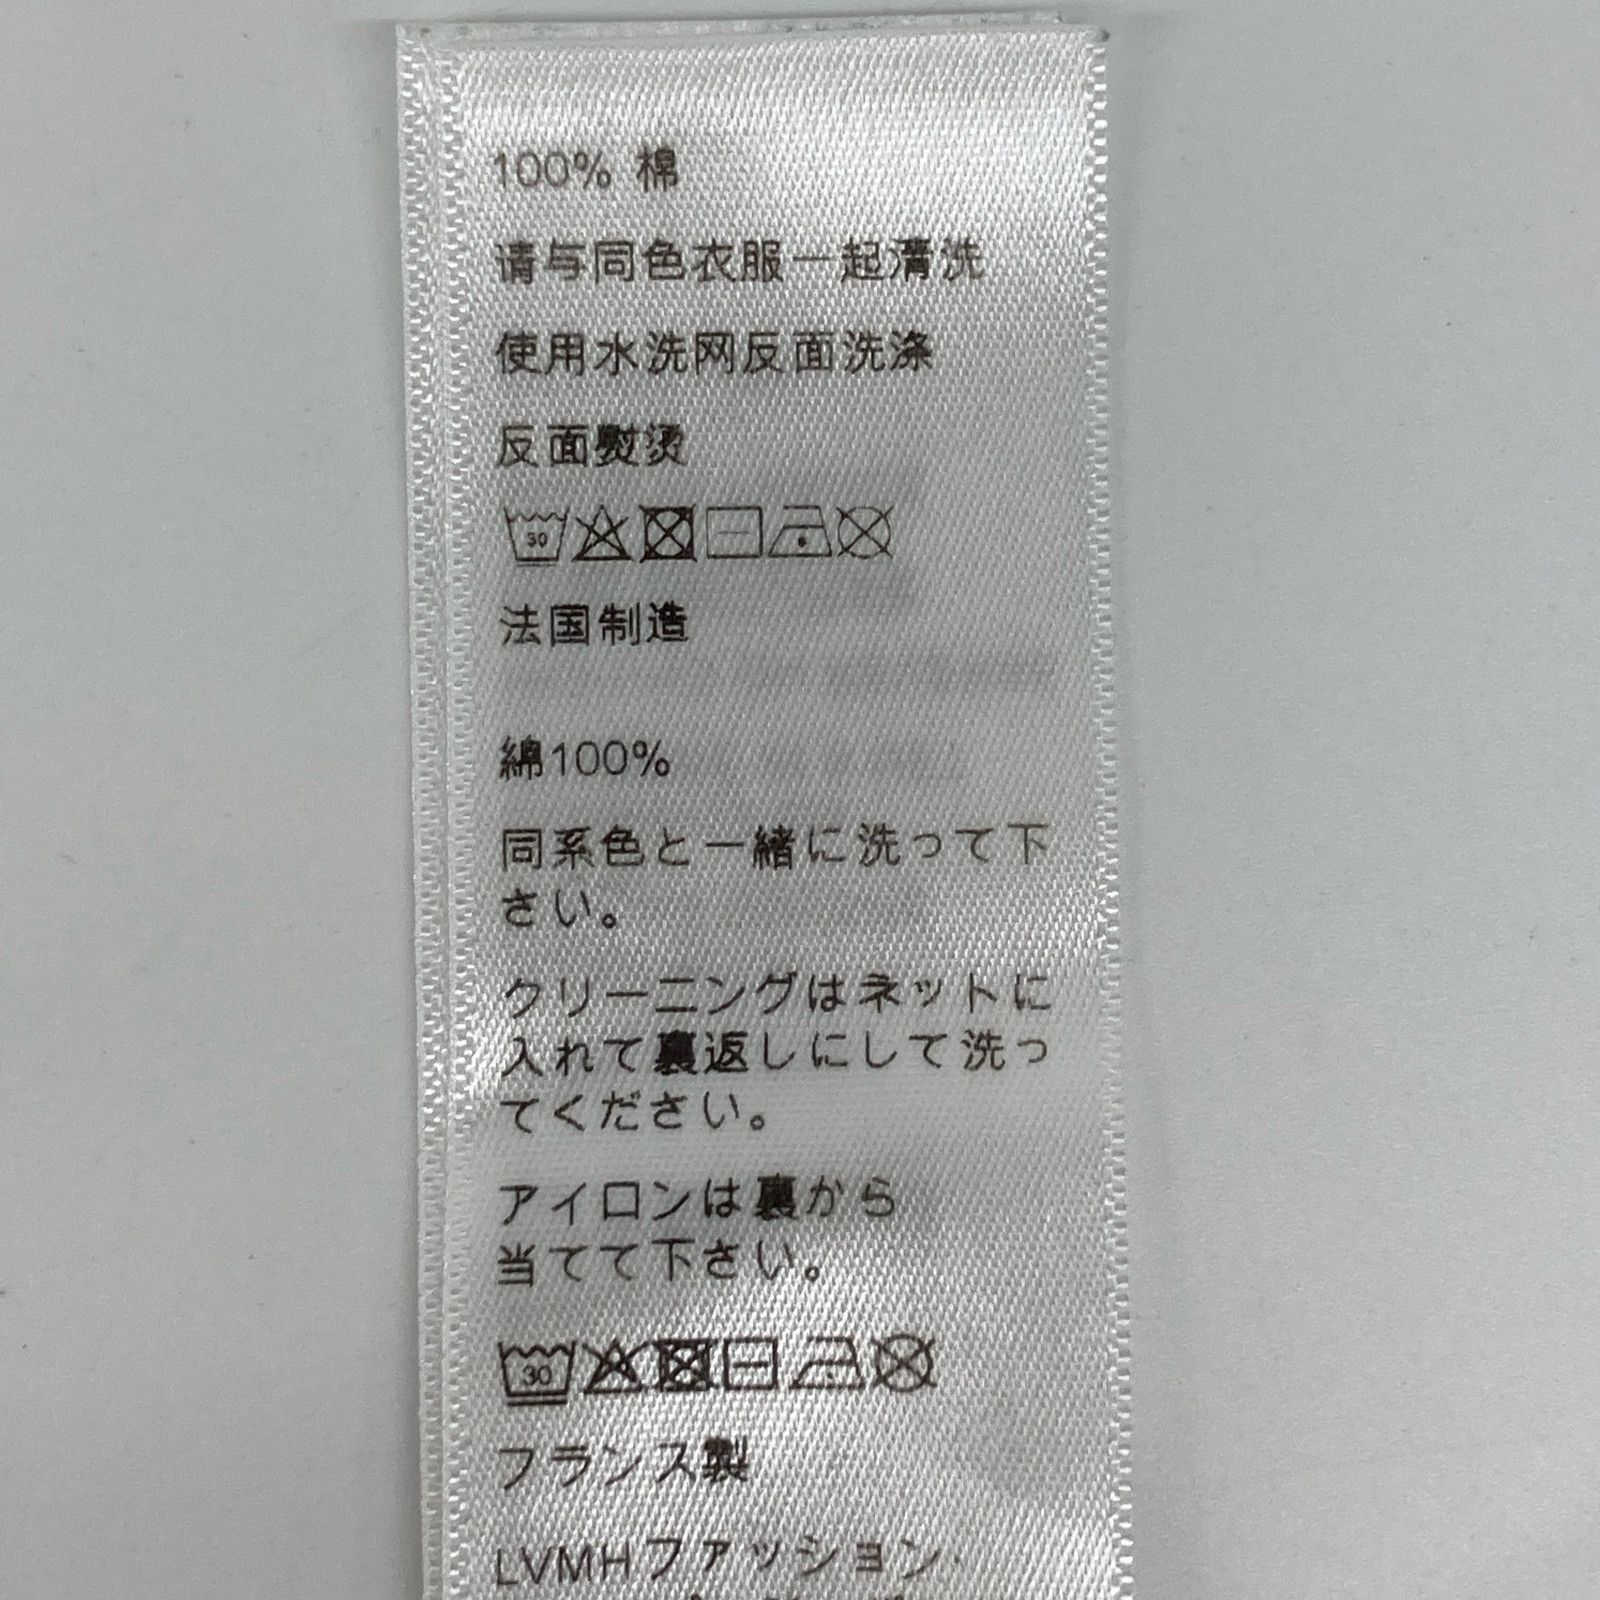 100% 棉
请与同色衣服一起清洗
使用水洗网反面洗涤
反面熨烫
30
法国制造
綿100%
同系色と一緒に洗って下
さい。
クリーニングはネットに
入れて裏返しにして洗っ
てください。
アイロンは裏から
当てて下さい。
30
フランス製
LVMHファッション・